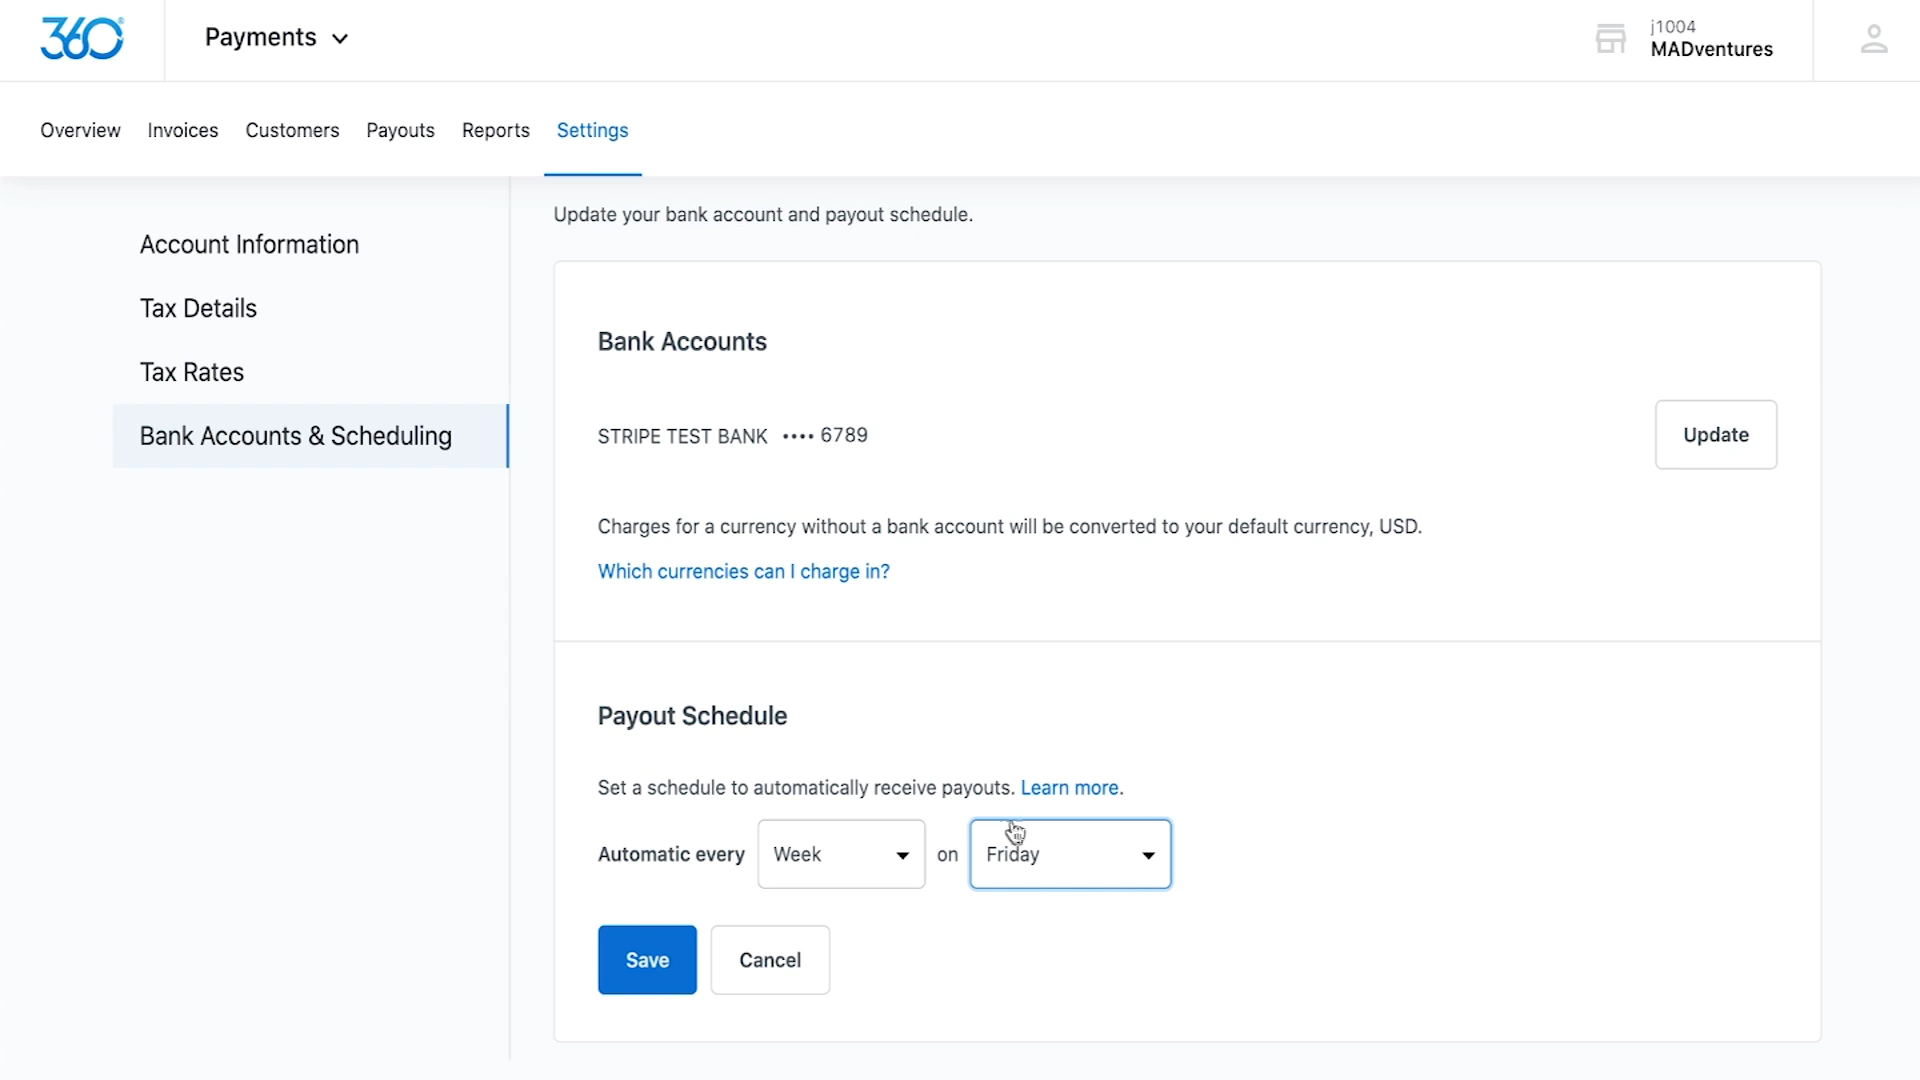 360®
Payments
j1004
MADventures
Overview Invoices Customers Payouts Reports Settings
Update your bank account and payout schedule.
Account Information
Tax Details
Tax Rates
Bank Accounts & Scheduling
Bank Accounts
STRIPE TEST BANK •••• 6789
Update
Charges for a currency without a bank account will be converted to your default currency, USD.
Which currencies can I charge in?
Payout Schedule
Set a schedule to automatically receive payouts. Learn more.
Automatic every Week on Friday
Save Cancel